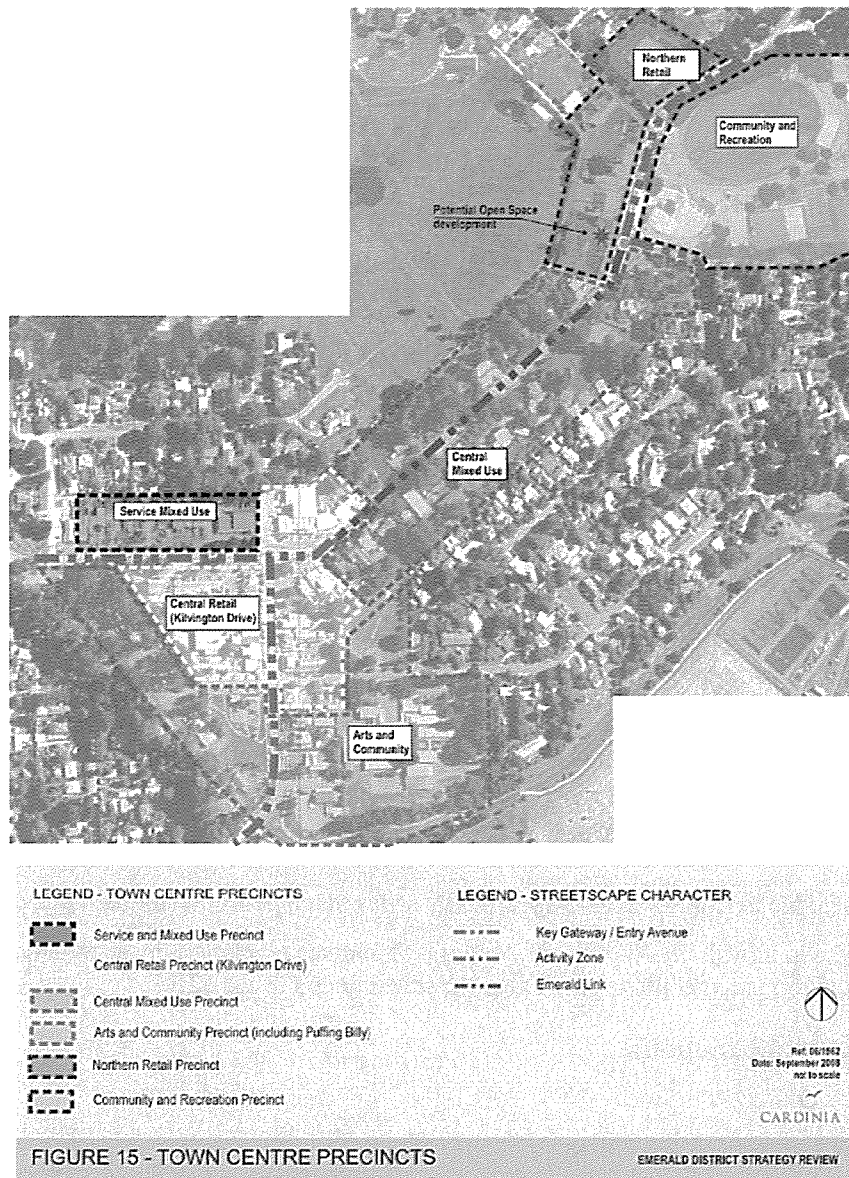 Northern
Retail
Community and
Recreation
Potential Open Space
development
Central
Mixed Use
Service Mixed Use
Central Retail
(Kilvington Drive)
Arts and
Community
LEGEND - TOWN CENTRE PRECINCTS
Service and Mixed Use Precinct
Central Retail Precinct (Kilvington Drive)
Central Mixed Use Precinct
Arts and Community Precinct (including Puffing Billy)
Northern Retail Precinct
Community and Recreation Precinct
LEGEND - STREETSCAPE CHARACTER
Key Gateway / Entry Avenue
Activity Zone
Emerald Link
Ref: 06/1562
Date: September 2008
not to scale
CARDINIA
FIGURE 15 - TOWN CENTRE PRECINCTS
EMERALD DISTRICT STRATEGY REVIEW